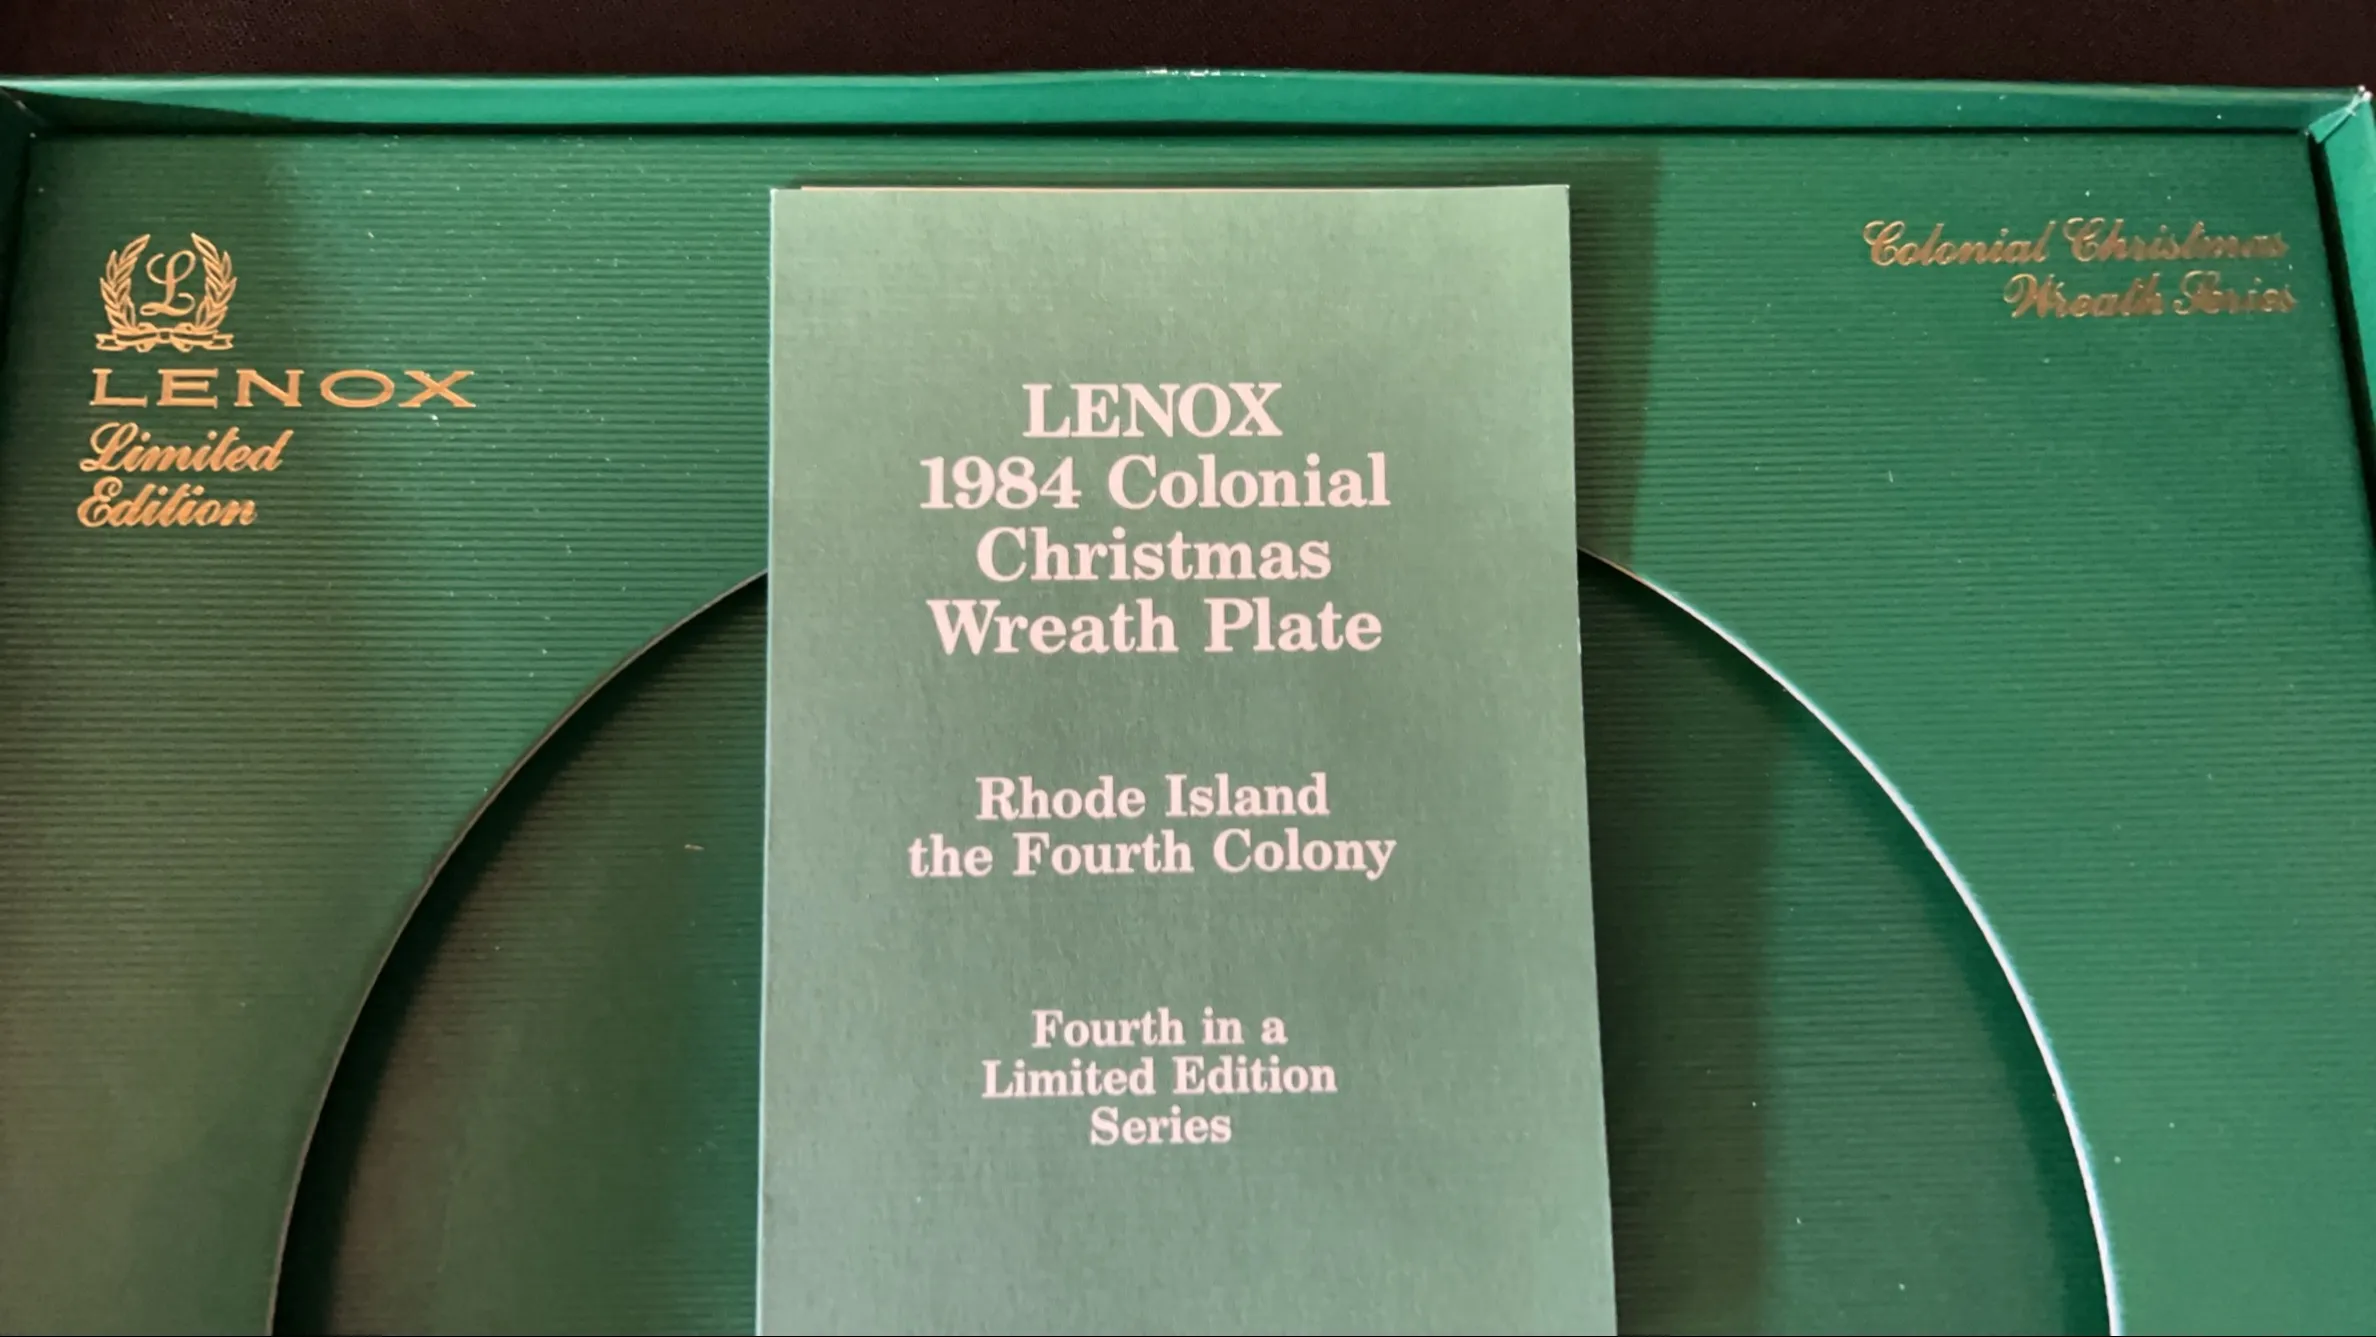 L
LENOX
Limited
Edition
Colonial Christmas
Wreath Series
LENOX
1984 Colonial
Christmas
Wreath Plate
Rhode Island
the Fourth Colony
Fourth in a
Limited Edition
Series